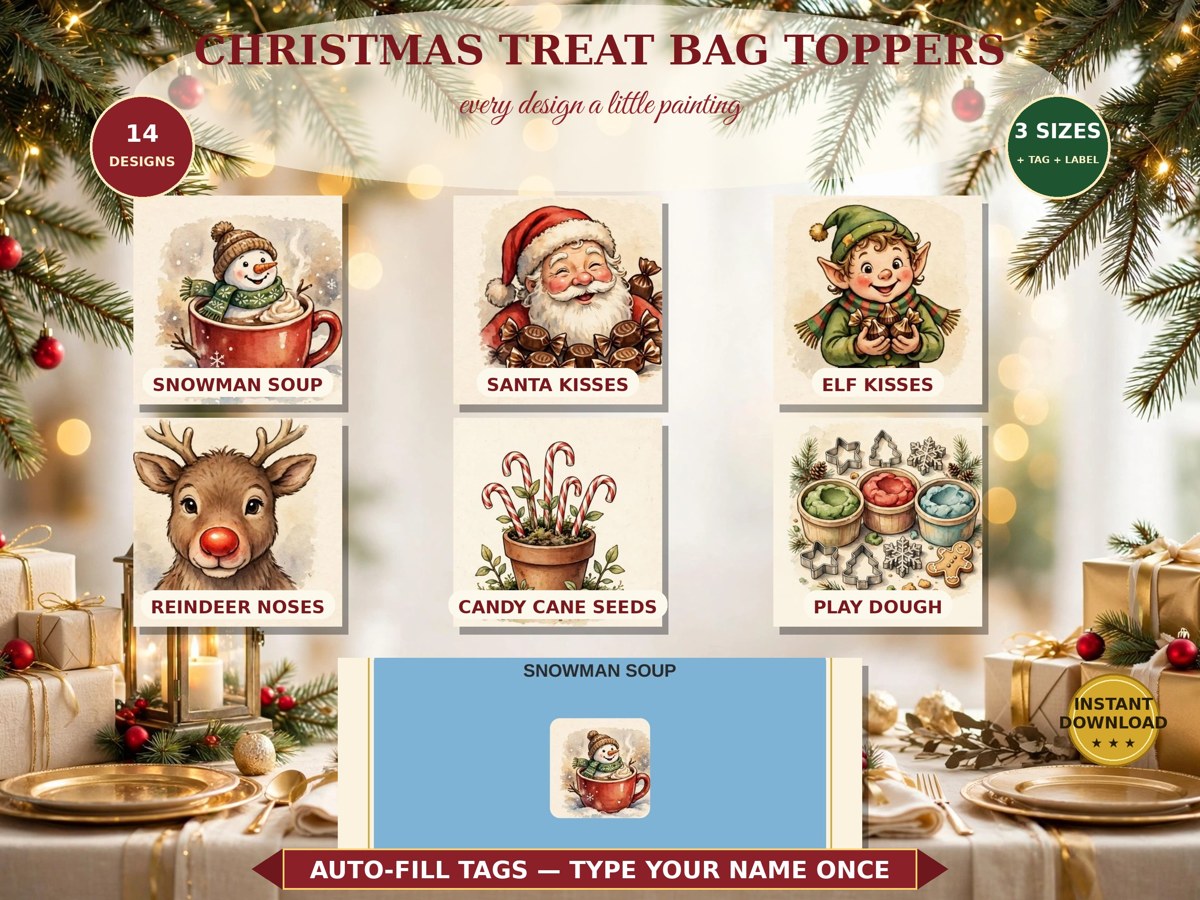 CHRISTMAS TREAT BAG TOPPERS
every design a little painting
14
DESIGNS
3 SIZES
+ TAG + LABEL
SNOWMAN SOUP
SANTA KISSES
ELF KISSES
REINDEER NOSES
CANDY CANE SEEDS
PLAY DOUGH
SNOWMAN SOUP
INSTANT
DOWNLOAD
★ ★ ★
AUTO-FILL TAGS — TYPE YOUR NAME ONCE